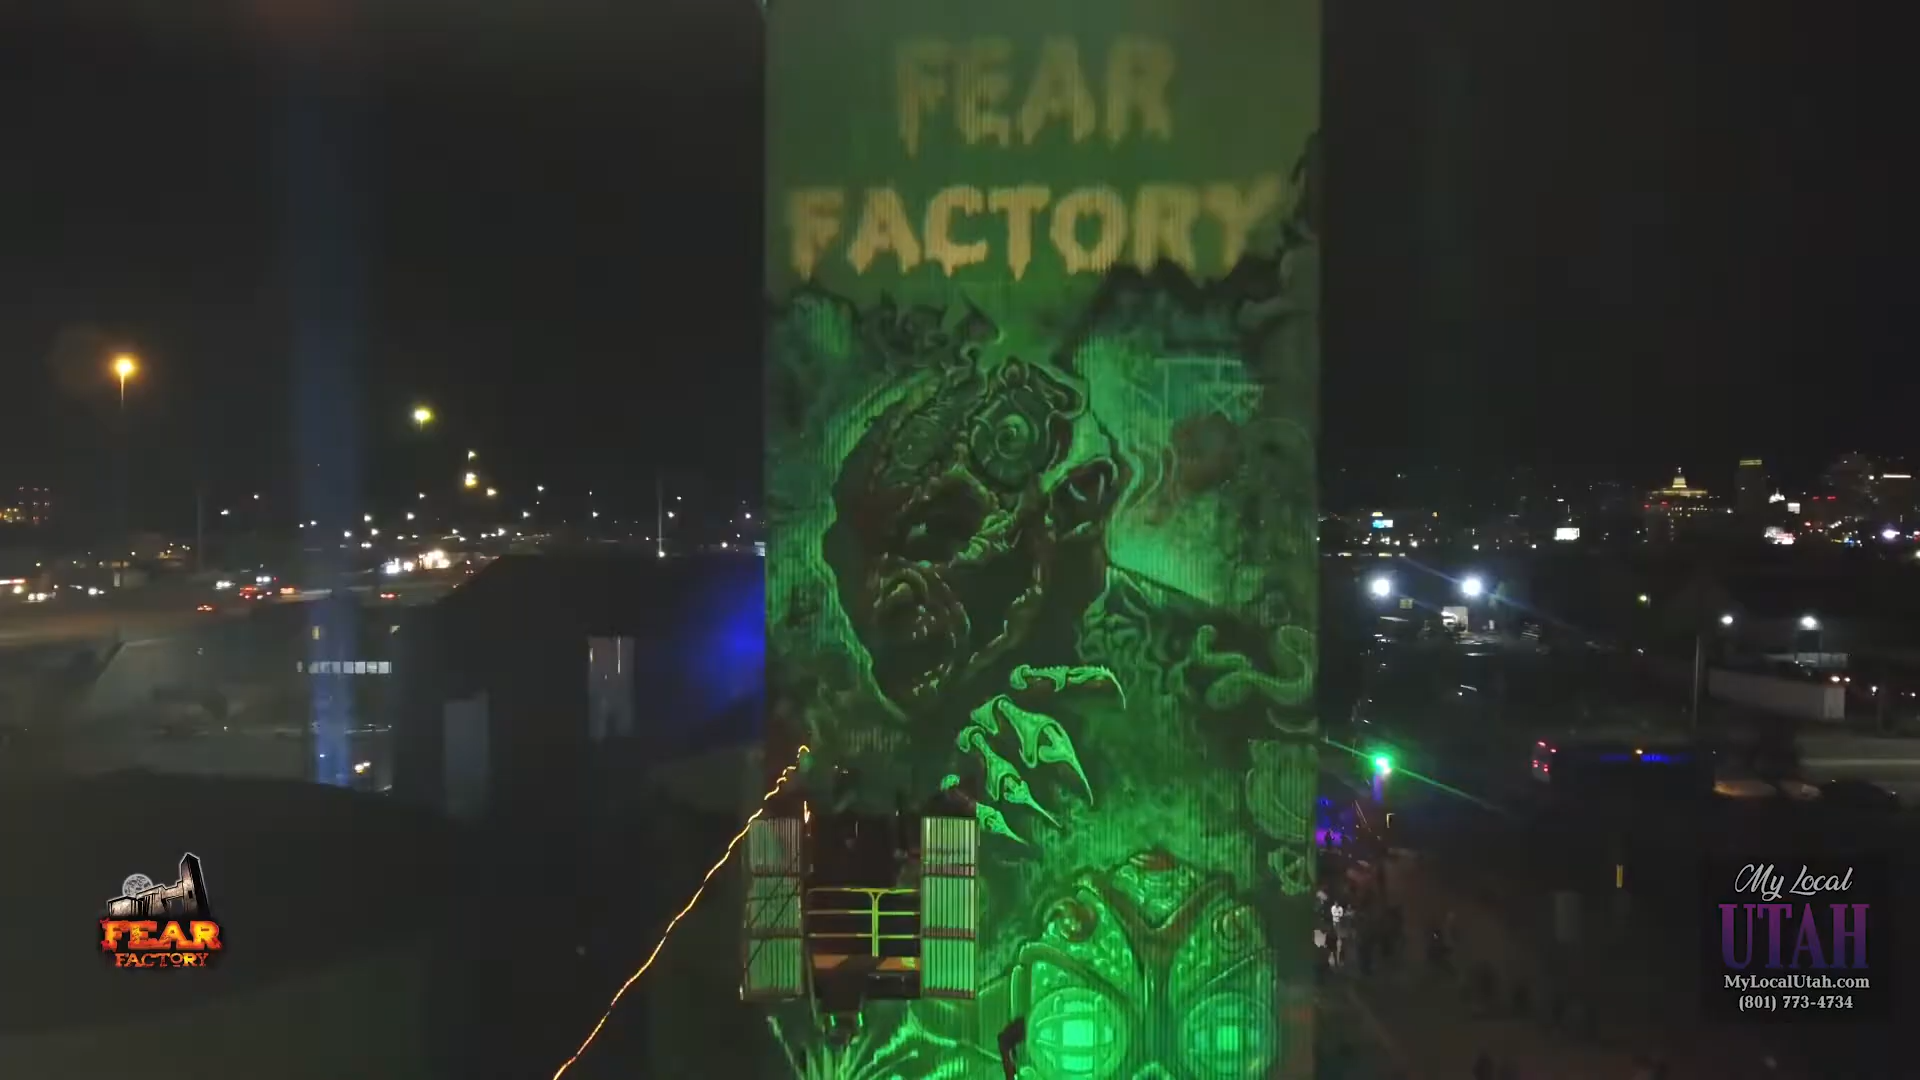 FEAR
FACTORY
FEAR
FACTORY
My Local
UTAH
MyLocalUtah.com
(801) 773-4734